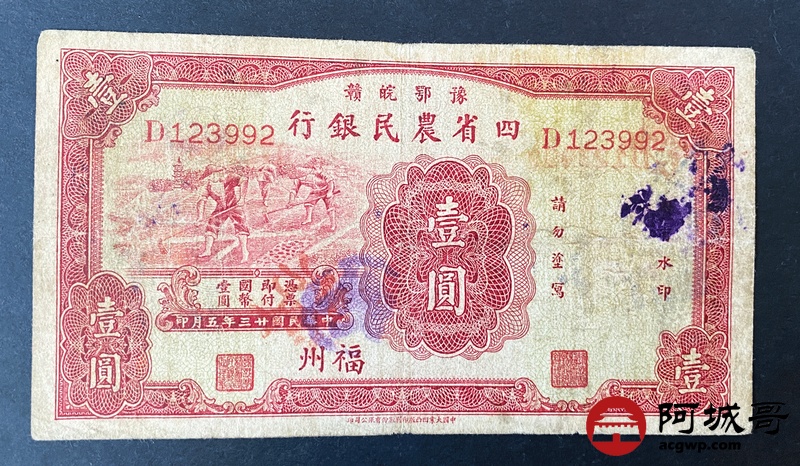 壹
壹
豫鄂皖贛
四省農民銀行
D123992
D123992
壹圓
請勿塗寫
水印
憑票即付國幣壹圓
中華民國廿三年五月印
福州
壹圓
壹
阿城哥
acgwp.com